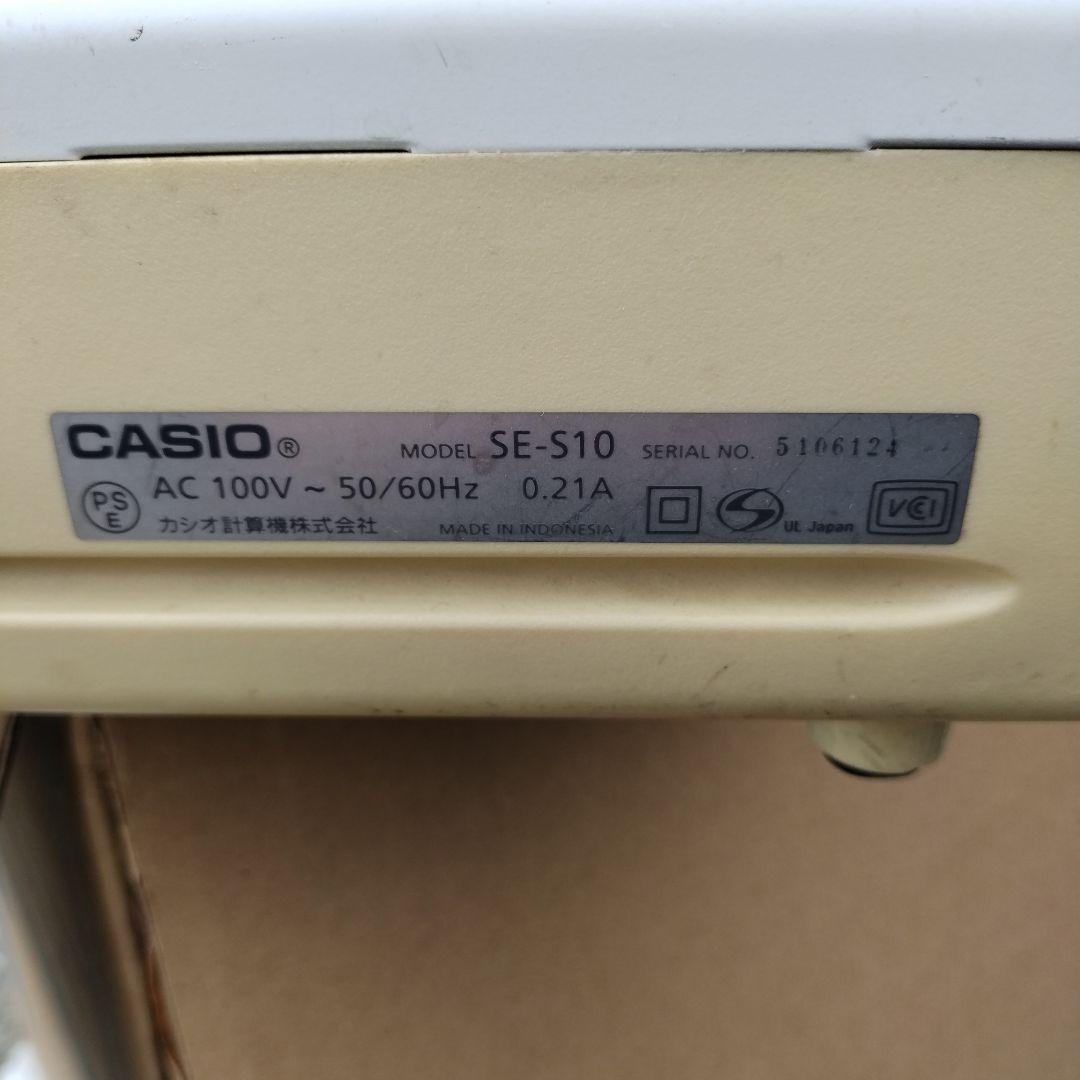 CASIO® MODEL SE-S10 SERIAL NO. 5106124
PS E AC 100V ~ 50/60Hz 0.21A
カシオ計算機株式会社 MADE IN INDONESIA S UL Japan VCI